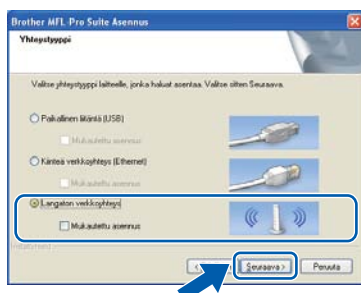 Brother MFL-Pro Suite Asennus
Yhteystyyppi
Valitse yhteystyyppi laitteelle, jonka haluat asentaa. Valitse sitten Seuraava.
Paikallinen liitäntä (USB)
Mukautettu asennus
Kiinteä verkkoyhteys (Ethernet)
Mukautettu asennus
Langaton verkkoyhteys
Mukautettu asennus
InstallShield
Seuraava >
Peruuta